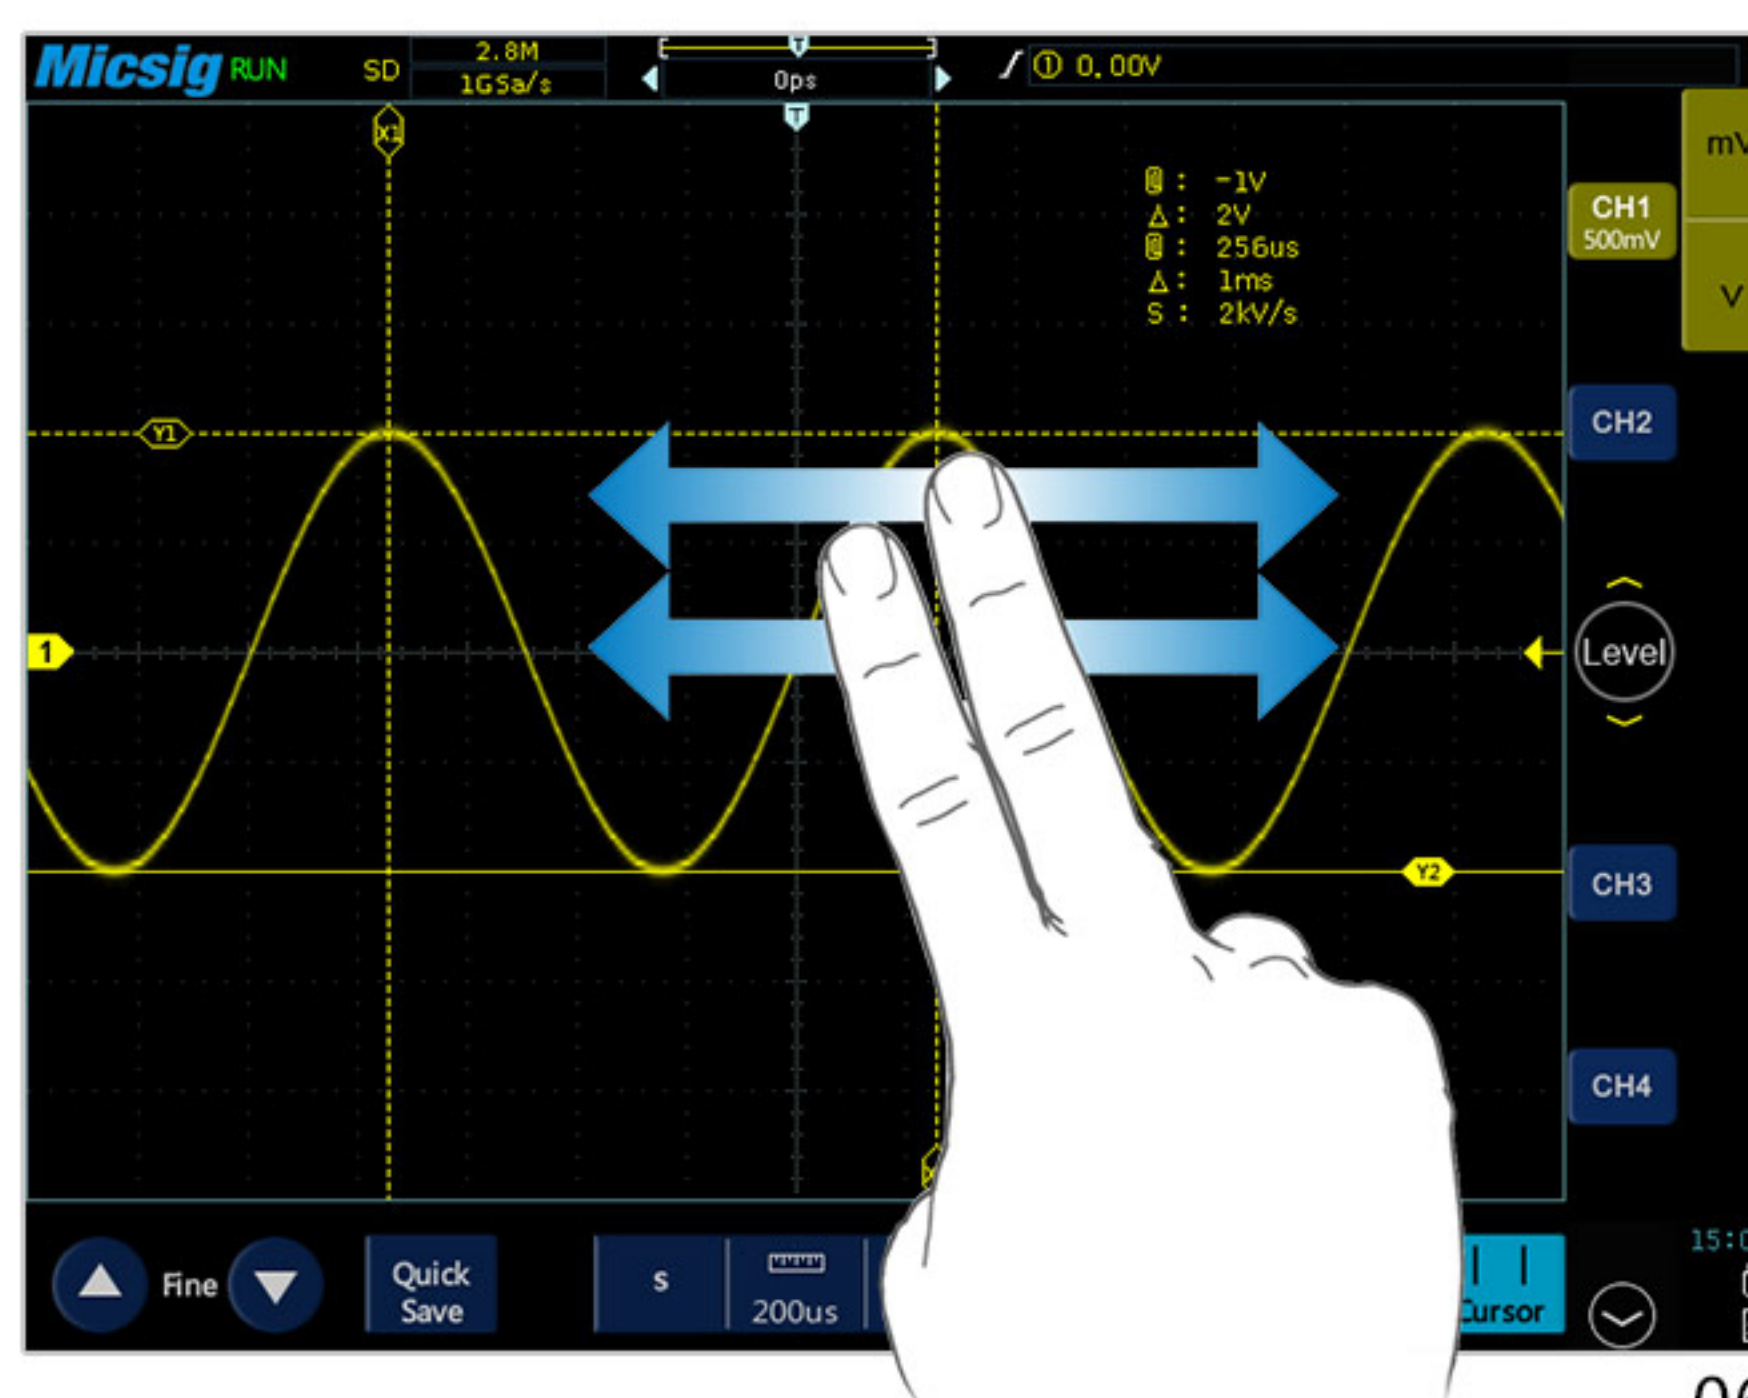 Micsig RUN SD 2.8M T
1GSa/s 0ps ① 0.00V
X1 T
@: -1V
Δ: 2V
@: 256us
Δ: 1ms
S: 2kV/s
mV
CH1
500mV
V
CH2
Y1
1
Level
Y2
CH3
CH4
Fine
Quick
Save
S
200us
Cursor